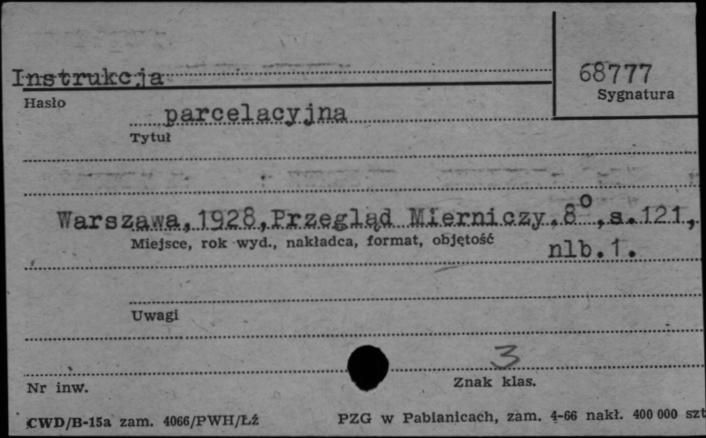 Instrukcja
68777
Hasło
Sygnatura
parcelacyjna
Tytuł
Warszawa,1928,Przegląd Mierniczy.8°,s.121,
Miejsce, rok wyd., nakładca, format, objętość
nlb.1.
Uwagi
3
Nr inw.
Znak klas.
CWD/B-15a zam. 4066/PWH/Łź
PZG w Pabianicach, zam. 4-66 nakł. 400 000 szt